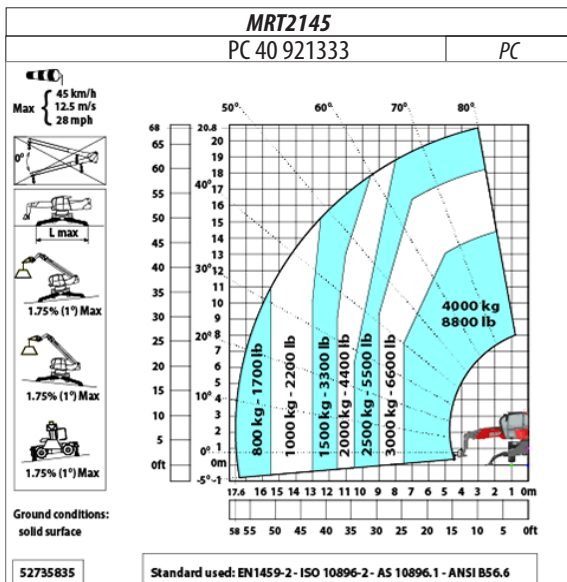 MRT2145
PC 40 921333
PC
Max { 45 km/h
12.5 m/s
28 mph
0°
L max
1.75% (1°) Max
1.75% (1°) Max
1.75% (1°) Max
Ground conditions:
solid surface
52735835
50° 60° 70° 80°
40°
30°
20°
10°
0°
-5°
68
65
60
55
50
45
40
35
30
25
20
15
10
5
0ft
20.8
20
19
18
17
16
15
14
13
12
11
10
9
8
7
6
5
4
3
2
1
0m
-1
800 kg - 1700 lb
1000 kg - 2200 lb
1500 kg - 3300 lb
2000 kg - 4400 lb
2500 kg - 5500 lb
3000 kg - 6600 lb
4000 kg
8800 lb
17.6 16 15 14 13 12 11 10 9 8 7 6 5 4 3 2 1 0m
58 55 50 45 40 35 30 25 20 15 10 5 0ft
Standard used: EN1459-2 - ISO 10896-2 - AS 10896.1 - ANSI B56.6